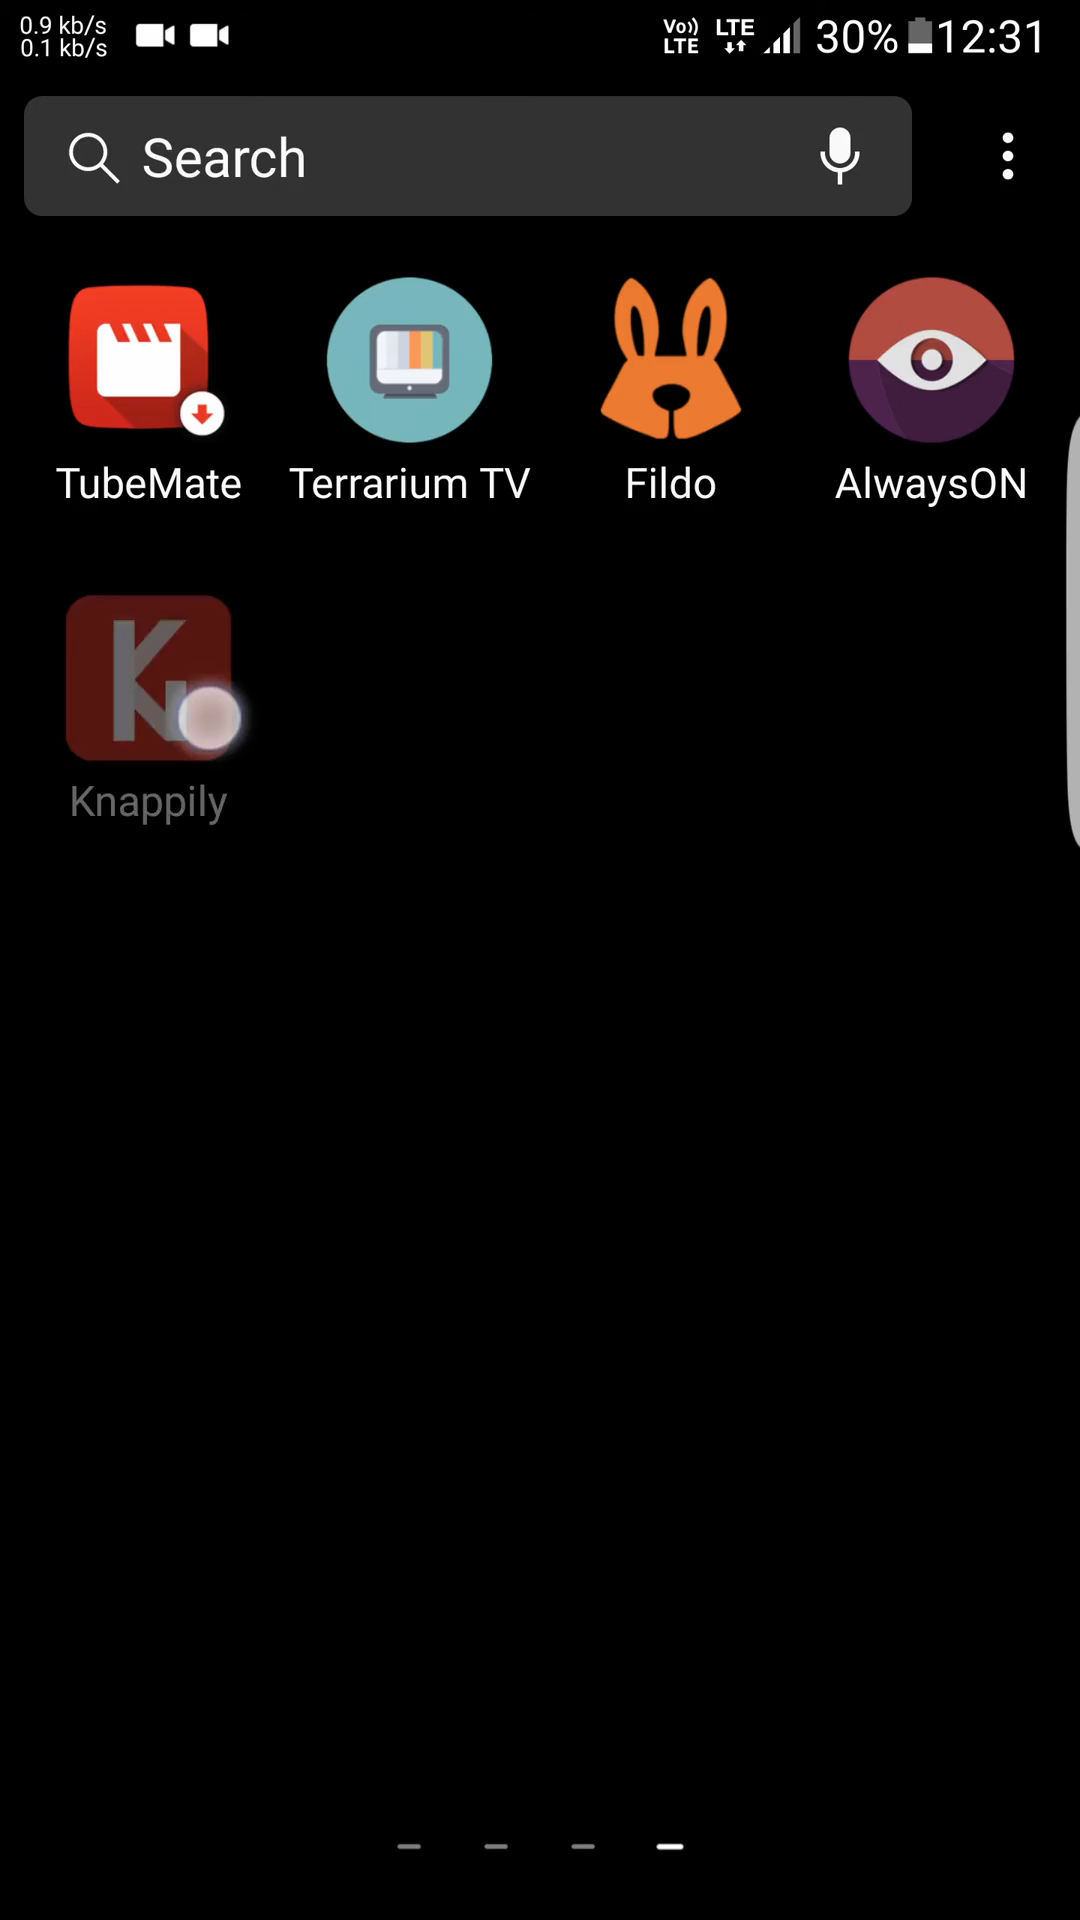 0.9 kb/s
0.1 kb/s
Vo)) LTE
LTE
30%
12:31
Search
TubeMate
Terrarium TV
Fildo
AlwaysON
K
Knappily